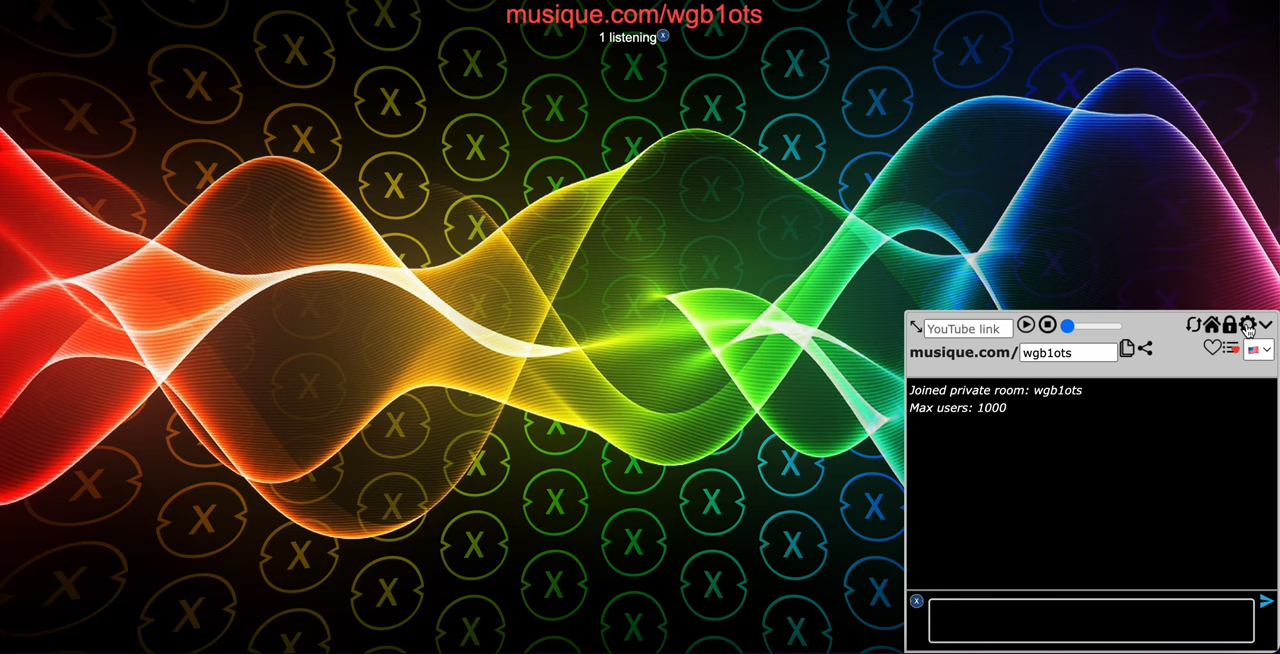 musique.com/wgb1ots
1 listening
YouTube link
musique.com/ wgb1ots
Joined private room: wgb1ots
Max users: 1000